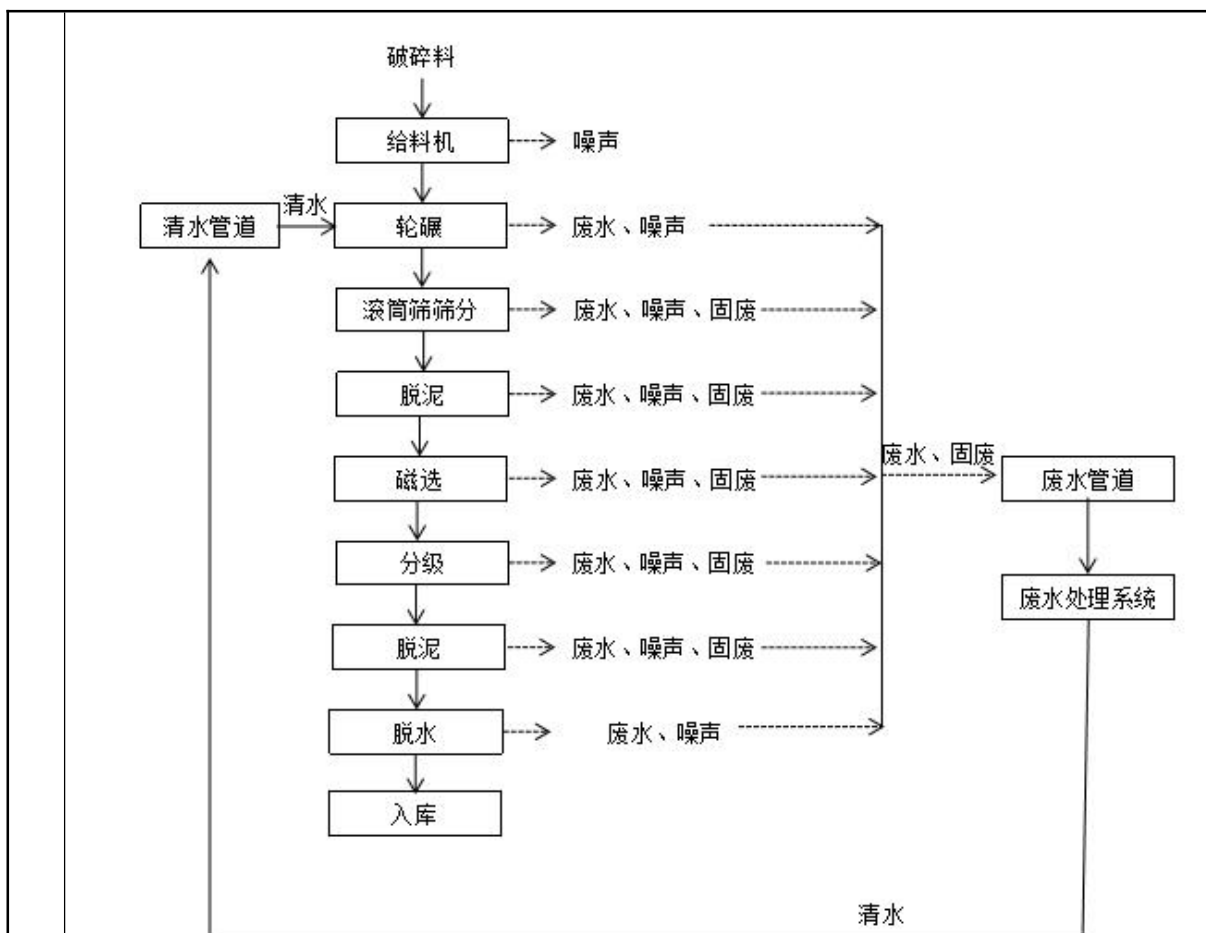 破碎料
给料机 噪声
清水管道 清水 轮碾 废水、噪声
滚筒筛筛分 废水、噪声、固废
脱泥 废水、噪声、固废
磁选 废水、噪声、固废
废水、固废 废水管道
分级 废水、噪声、固废
废水处理系统
脱泥 废水、噪声、固废
脱水 废水、噪声
入库
清水